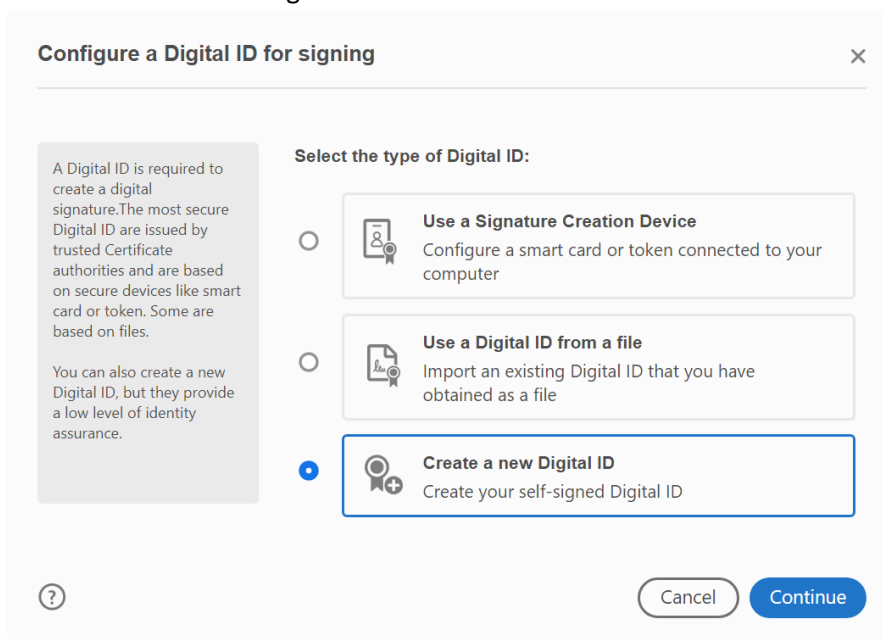 Configure a Digital ID for signing
A Digital ID is required to
create a digital
signature.The most secure
Digital ID are issued by
trusted Certificate
authorities and are based
on secure devices like smart
card or token. Some are
based on files.
You can also create a new
Digital ID, but they provide
a low level of identity
assurance.
Select the type of Digital ID:
Use a Signature Creation Device
Configure a smart card or token connected to your
computer
Use a Digital ID from a file
Import an existing Digital ID that you have
obtained as a file
Create a new Digital ID
Create your self-signed Digital ID
?
Cancel
Continue